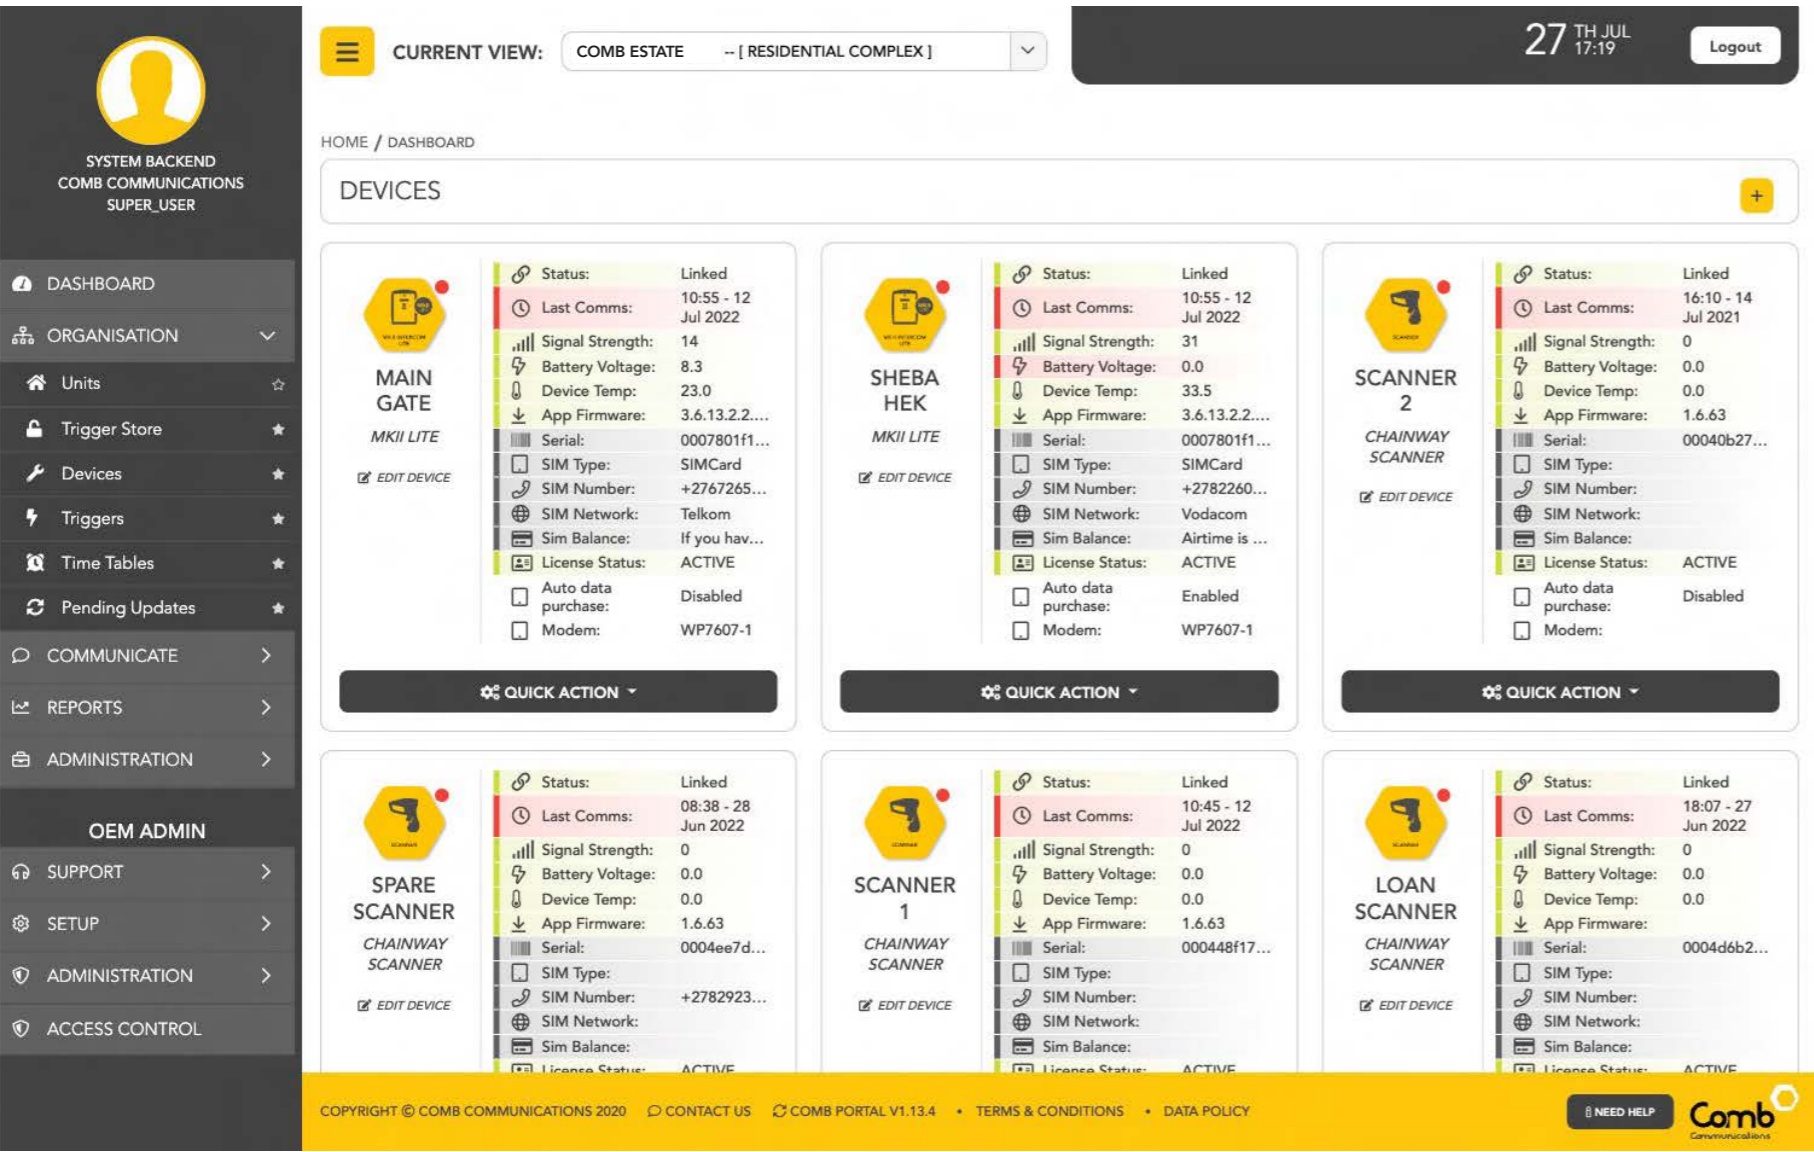 SYSTEM BACKEND
COMB COMMUNICATIONS
SUPER_USER
DASHBOARD
ORGANISATION
Units
Trigger Store
Devices
Triggers
Time Tables
Pending Updates
COMMUNICATE
REPORTS
ADMINISTRATION
OEM ADMIN
SUPPORT
SETUP
ADMINISTRATION
ACCESS CONTROL
CURRENT VIEW: COMB ESTATE -- [ RESIDENTIAL COMPLEX ]
27 TH JUL
17:19
Logout
HOME / DASHBOARD
DEVICES
+
MAIN
GATE
MKII LITE
EDIT DEVICE
Status: Linked
Last Comms: 10:55 - 12
Jul 2022
Signal Strength: 14
Battery Voltage: 8.3
Device Temp: 23.0
App Firmware: 3.6.13.2.2....
Serial: 0007801f1...
SIM Type: SIMCard
SIM Number: +2767265...
SIM Network: Telkom
Sim Balance: If you hav...
License Status: ACTIVE
Auto data
purchase: Disabled
Modem: WP7607-1
QUICK ACTION
SHEBA
HEK
MKII LITE
EDIT DEVICE
Status: Linked
Last Comms: 10:55 - 12
Jul 2022
Signal Strength: 31
Battery Voltage: 0.0
Device Temp: 33.5
App Firmware: 3.6.13.2.2....
Serial: 0007801f1...
SIM Type: SIMCard
SIM Number: +2782260...
SIM Network: Vodacom
Sim Balance: Airtime is ...
License Status: ACTIVE
Auto data
purchase: Enabled
Modem: WP7607-1
QUICK ACTION
SCANNER
SCANNER
2
CHAINWAY
SCANNER
EDIT DEVICE
Status: Linked
Last Comms: 16:10 - 14
Jul 2021
Signal Strength: 0
Battery Voltage: 0.0
Device Temp: 0.0
App Firmware: 1.6.63
Serial: 00040b27...
SIM Type:
SIM Number:
SIM Network:
Sim Balance:
License Status: ACTIVE
Auto data
purchase: Disabled
Modem:
QUICK ACTION
SCANNER
SPARE
SCANNER
CHAINWAY
SCANNER
EDIT DEVICE
Status: Linked
Last Comms: 08:38 - 28
Jun 2022
Signal Strength: 0
Battery Voltage: 0.0
Device Temp: 0.0
App Firmware: 1.6.63
Serial: 0004ee7d...
SIM Type:
SIM Number: +2782923...
SIM Network:
Sim Balance:
License Status: ACTIVE
SCANNER
SCANNER
1
CHAINWAY
SCANNER
EDIT DEVICE
Status: Linked
Last Comms: 10:45 - 12
Jul 2022
Signal Strength: 0
Battery Voltage: 0.0
Device Temp: 0.0
App Firmware: 1.6.63
Serial: 000448f17...
SIM Type:
SIM Number:
SIM Network:
Sim Balance:
License Status: ACTIVE
SCANNER
LOAN
SCANNER
CHAINWAY
SCANNER
EDIT DEVICE
Status: Linked
Last Comms: 18:07 - 27
Jun 2022
Signal Strength: 0
Battery Voltage: 0.0
Device Temp: 0.0
App Firmware:
Serial: 0004d6b2...
SIM Type:
SIM Number:
SIM Network:
Sim Balance:
License Status: ACTIVE
COPYRIGHT © COMB COMMUNICATIONS 2020 CONTACT US COMB PORTAL V1.13.4 • TERMS & CONDITIONS • DATA POLICY
NEED HELP
Comb
Communications